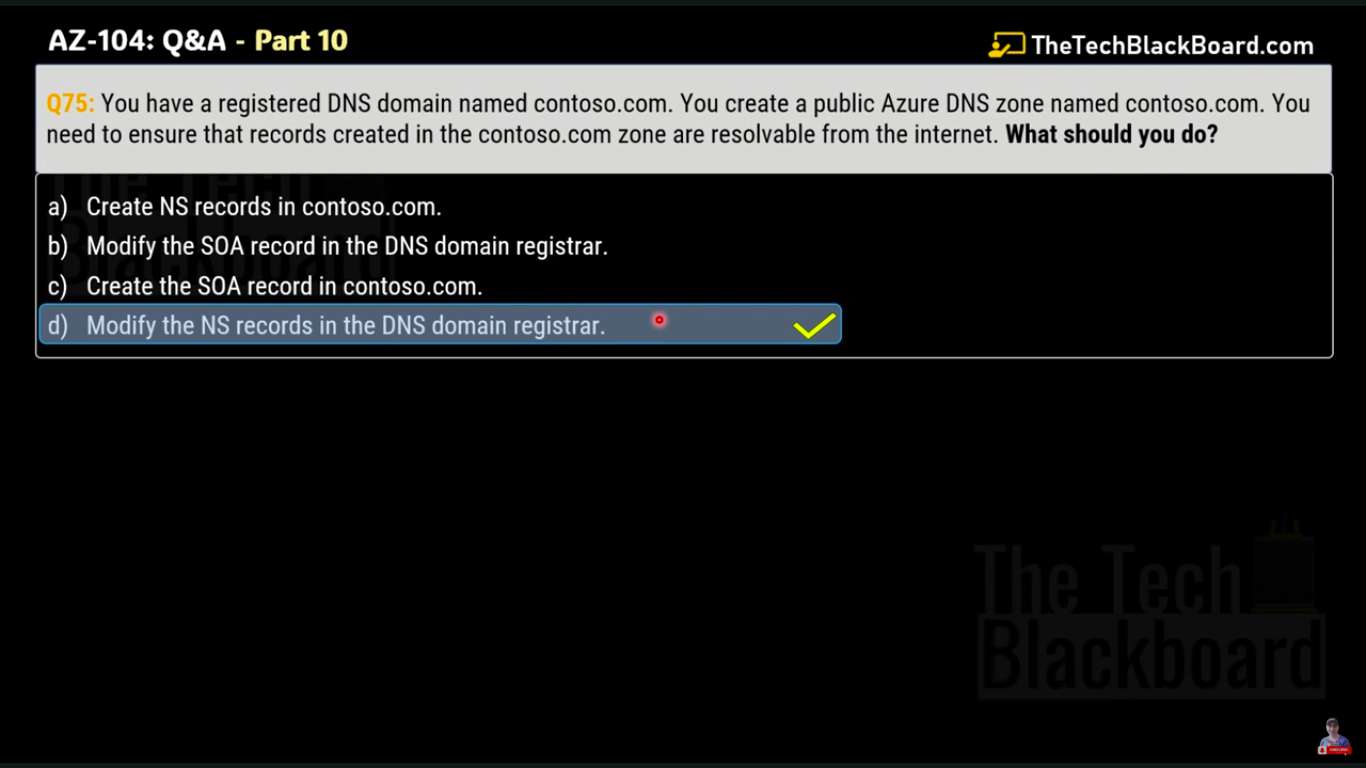 AZ-104: Q&A - Part 10
TheTechBlackBoard.com
Q75: You have a registered DNS domain named contoso.com. You create a public Azure DNS zone named contoso.com. You
need to ensure that records created in the contoso.com zone are resolvable from the internet. What should you do?
The Tech
Blackboard
a) Create NS records in contoso.com.
b) Modify the SOA record in the DNS domain registrar.
c) Create the SOA record in contoso.com.
d) Modify the NS records in the DNS domain registrar.
The Tech
Blackboard
SUBSCRIBE